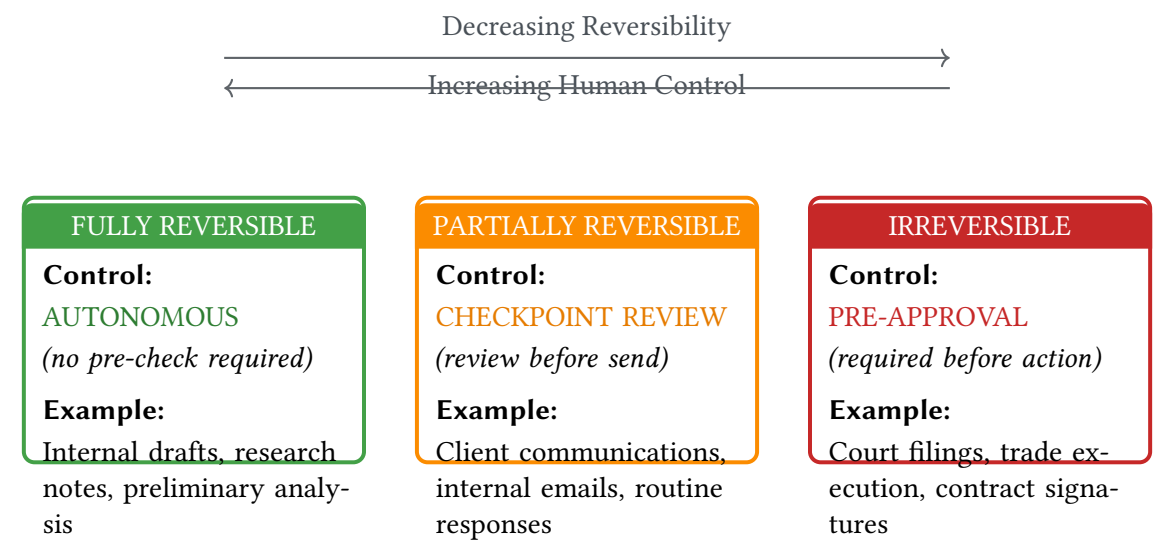 Decreasing Reversibility
Increasing Human Control
FULLY REVERSIBLE
Control:
AUTONOMOUS
(no pre-check required)
Example:
Internal drafts, research
notes, preliminary analy-
sis
PARTIALLY REVERSIBLE
Control:
CHECKPOINT REVIEW
(review before send)
Example:
Client communications,
internal emails, routine
responses
IRREVERSIBLE
Control:
PRE-APPROVAL
(required before action)
Example:
Court filings, trade ex-
ecution, contract signa-
tures